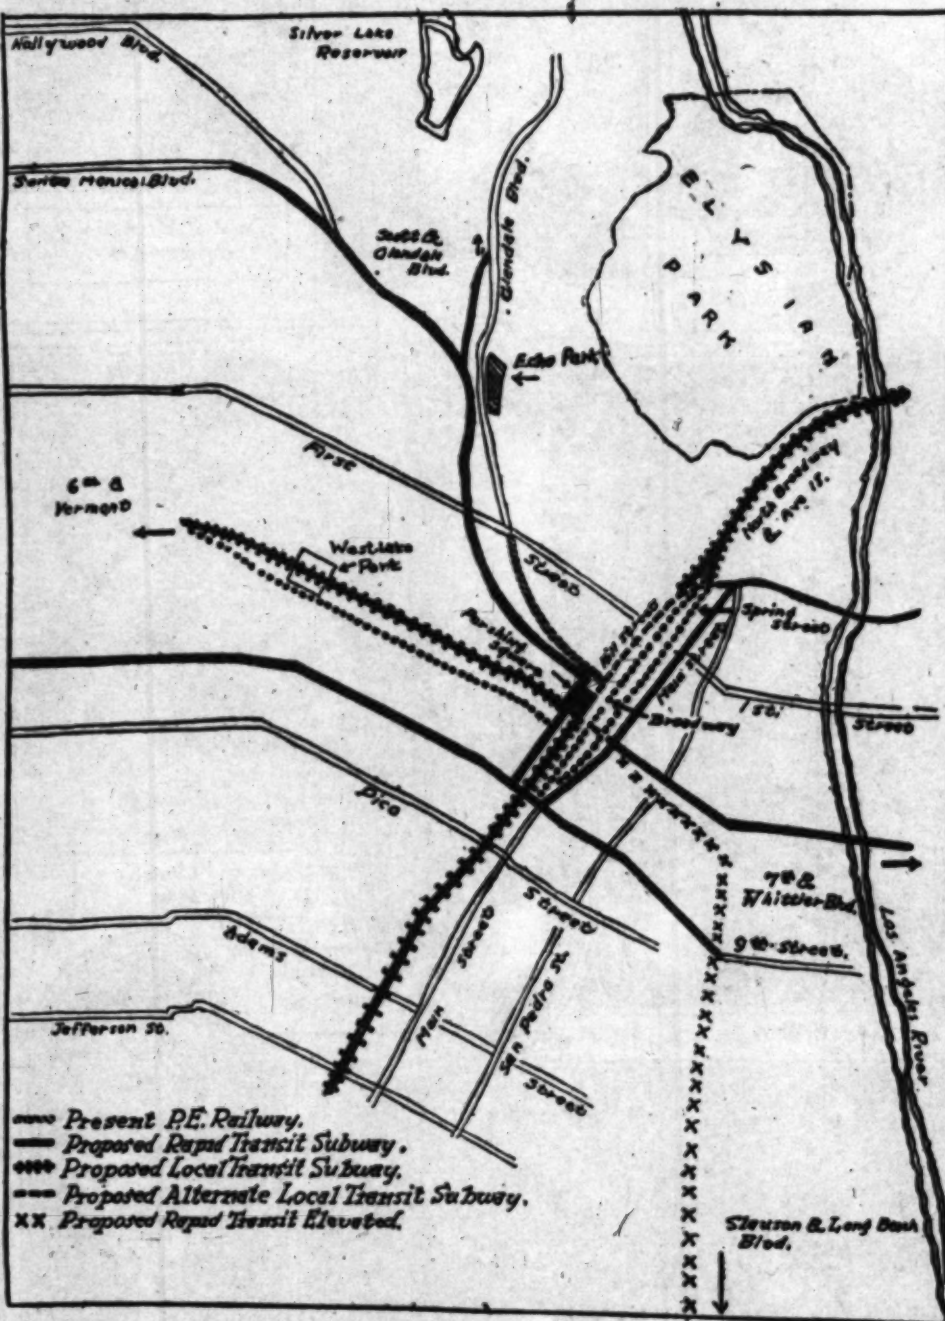 Hollywood Blvd.
Silver Lake
Reservoir
Santa Monica Blvd.
Glendale Blvd.
Scott &
Glendale
Blvd.
ELYSIAN
PARK
Echo Park
First
Street
6th &
Vermont
West Lake
Park
North Broadway
& Ave 18.
Pershing
Square
Hill Street
Main Street
Spring
Street
Broadway
1st.
Street
Pico
Street
7th &
Whittier Blvd.
9th Street.
Los Angeles River
Adams
Street
Main
Street
San Pedro St.
Jefferson St.
Present P.E. Railway.
Proposed Rapid Transit Subway.
Proposed Local Transit Subway.
Proposed Alternate Local Transit Subway.
XX Proposed Rapid Transit Elevated.
Slauson & Long Beach
Blvd.